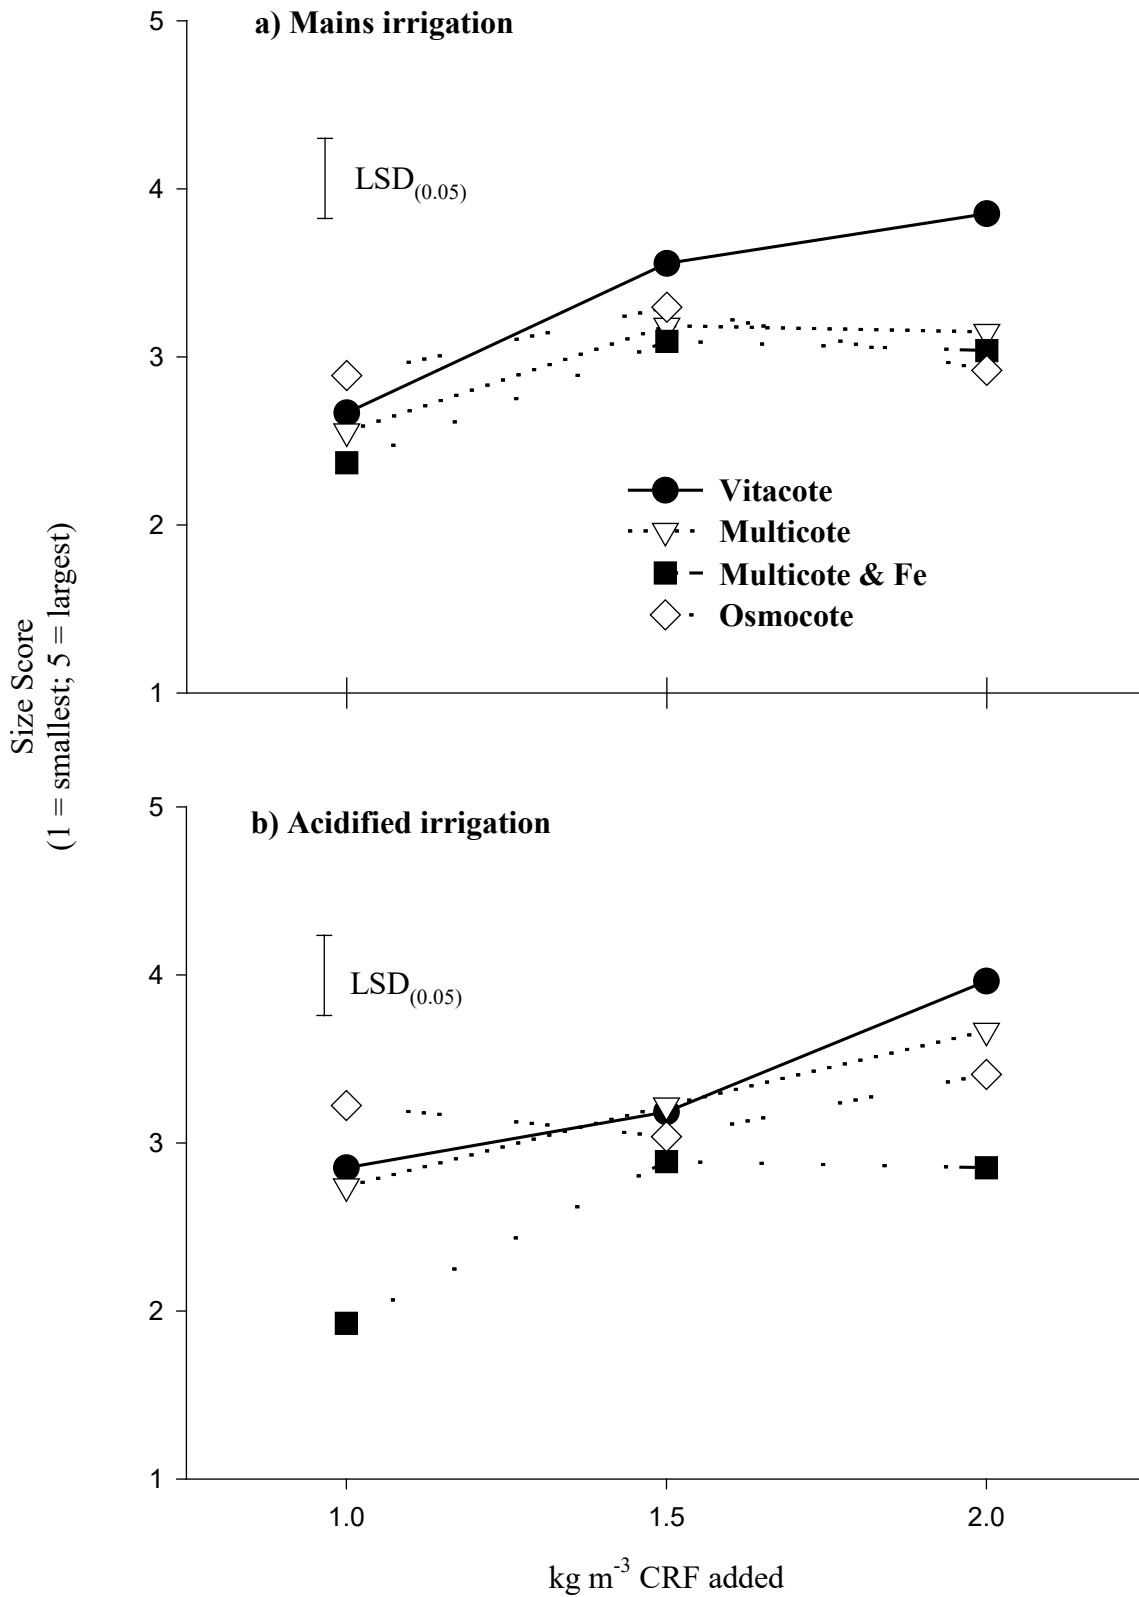 5
a) Mains irrigation
LSD(0.05)
4
3
Vitacote
2
Multicote
Multicote & Fe
Osmocote
1
Size Score
(1 = smallest; 5 = largest)
5
b) Acidified irrigation
4
LSD(0.05)
3
2
1
1.0 1.5 2.0
kg m-3 CRF added